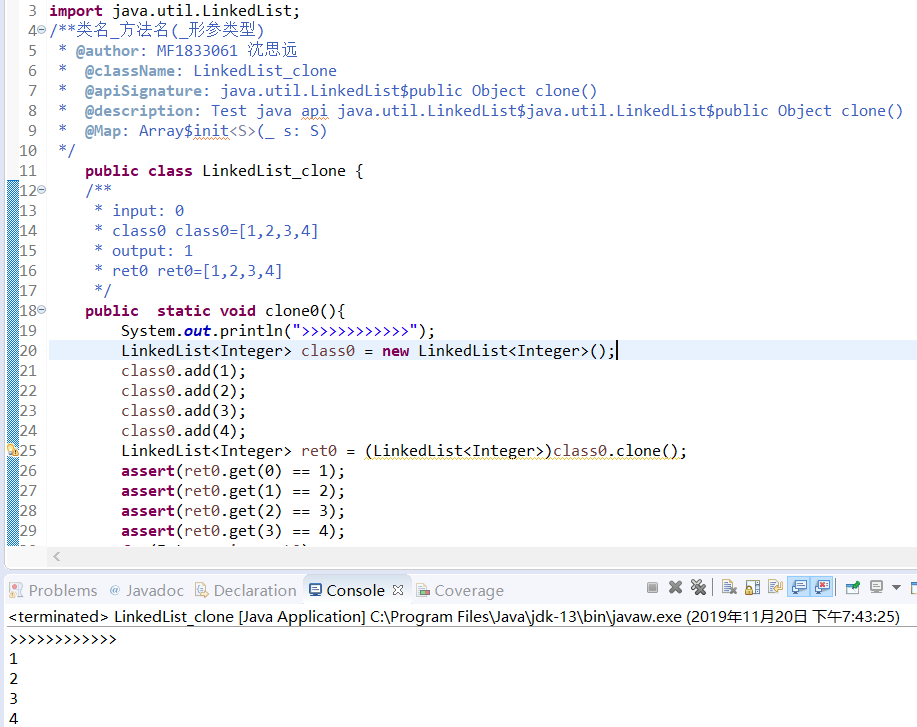 3 import java.util.LinkedList;
4 /**类名_方法名(_形参类型)
5 * @author: MF1833061 沈思远
6 * @className: LinkedList_clone
7 * @apiSignature: java.util.LinkedList$public Object clone()
8 * @description: Test java api java.util.LinkedList$java.util.LinkedList$public Object clone()
9 * @Map: Array$init<S>(_ s: S)
10 */
11 public class LinkedList_clone {
12 /**
13 * input: 0
14 * class0 class0=[1,2,3,4]
15 * output: 1
16 * ret0 ret0=[1,2,3,4]
17 */
18 public static void clone0(){
19 System.out.println(">>>>>>>>>>>>");
20 LinkedList<Integer> class0 = new LinkedList<Integer>();
21 class0.add(1);
22 class0.add(2);
23 class0.add(3);
24 class0.add(4);
25 LinkedList<Integer> ret0 = (LinkedList<Integer>)class0.clone();
26 assert(ret0.get(0) == 1);
27 assert(ret0.get(1) == 2);
28 assert(ret0.get(2) == 3);
29 assert(ret0.get(3) == 4);
Problems @ Javadoc Declaration Console Coverage
<terminated> LinkedList_clone [Java Application] C:\Program Files\Java\jdk-13\bin\javaw.exe (2019年11月20日 下午7:43:25)
>>>>>>>>>>>>
1
2
3
4